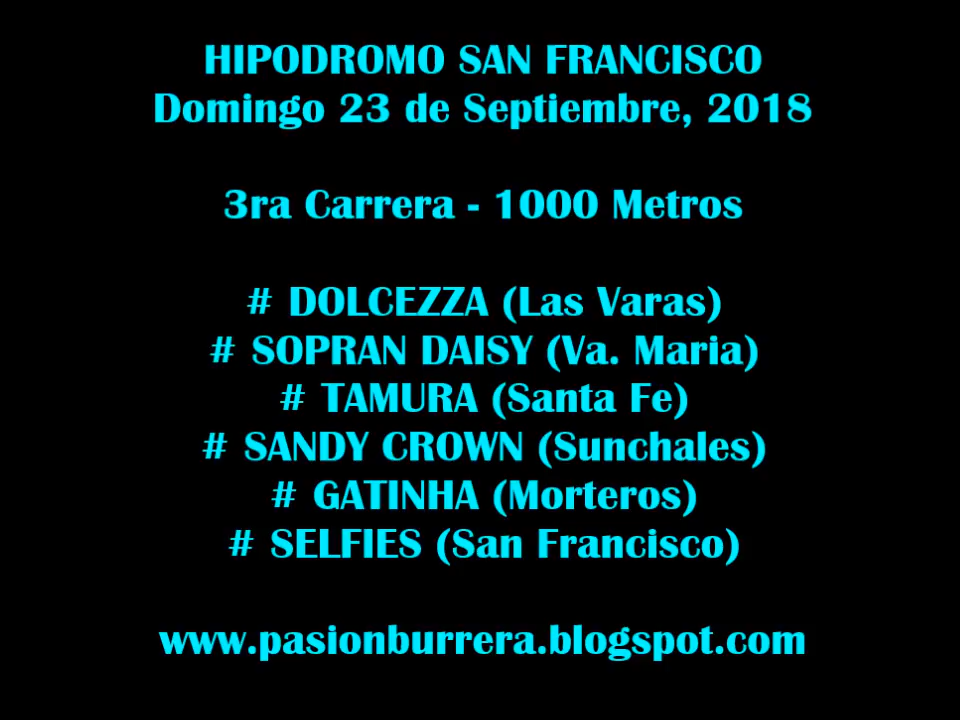 HIPODROMO SAN FRANCISCO
Domingo 23 de Septiembre, 2018
3ra Carrera - 1000 Metros
# DOLCEZZA (Las Varas)
# SOPRAN DAISY (Va. Maria)
# TAMURA (Santa Fe)
# SANDY CROWN (Sunchales)
# GATINHA (Morteros)
# SELFIES (San Francisco)
www.pasionburrera.blogspot.com